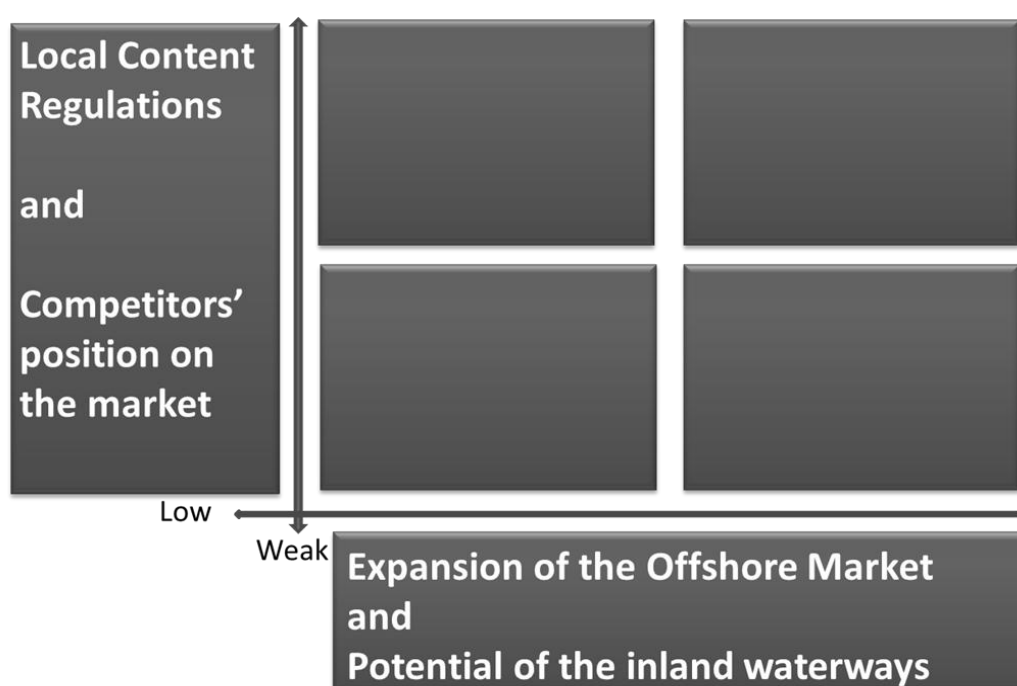 Local Content
Regulations
and
Competitors’
position on
the market
Low
Weak
Expansion of the Offshore Market
and
Potential of the inland waterways